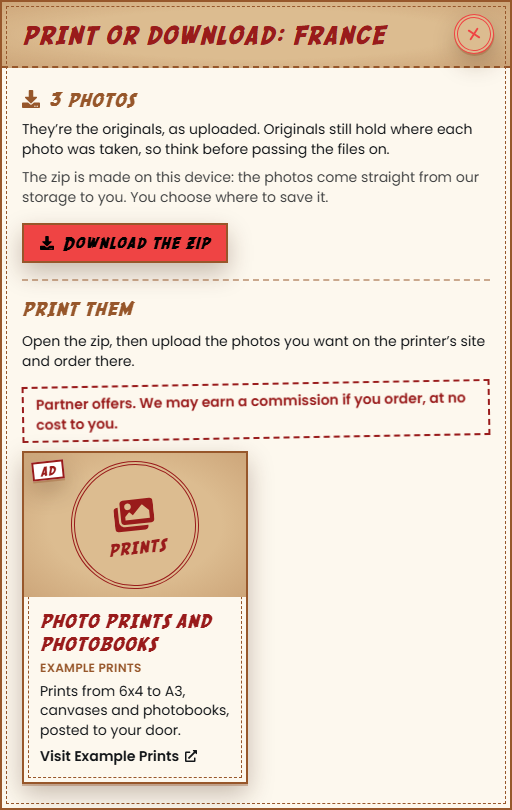 PRINT OR DOWNLOAD: FRANCE
3 PHOTOS
They’re the originals, as uploaded. Originals still hold where each
photo was taken, so think before passing the files on.
The zip is made on this device: the photos come straight from our
storage to you. You choose where to save it.
DOWNLOAD THE ZIP
PRINT THEM
Open the zip, then upload the photos you want on the printer’s site
and order there.
Partner offers. We may earn a commission if you order, at no
cost to you.
AD
PRINTS
PHOTO PRINTS AND
PHOTOBOOKS
EXAMPLE PRINTS
Prints from 6x4 to A3,
canvases and photobooks,
posted to your door.
Visit Example Prints